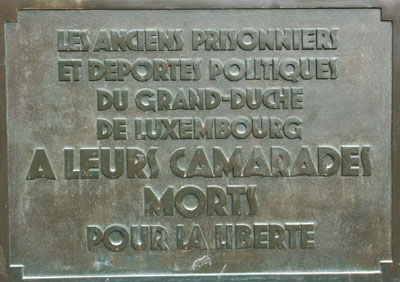 LES ANCIENS PRISONNIERS
ET DEPORTES POLITIQUES
DU GRAND-DUCHE
DE LUXEMBOURG
A LEURS CAMARADES
MORTS
POUR LA LIBERTE